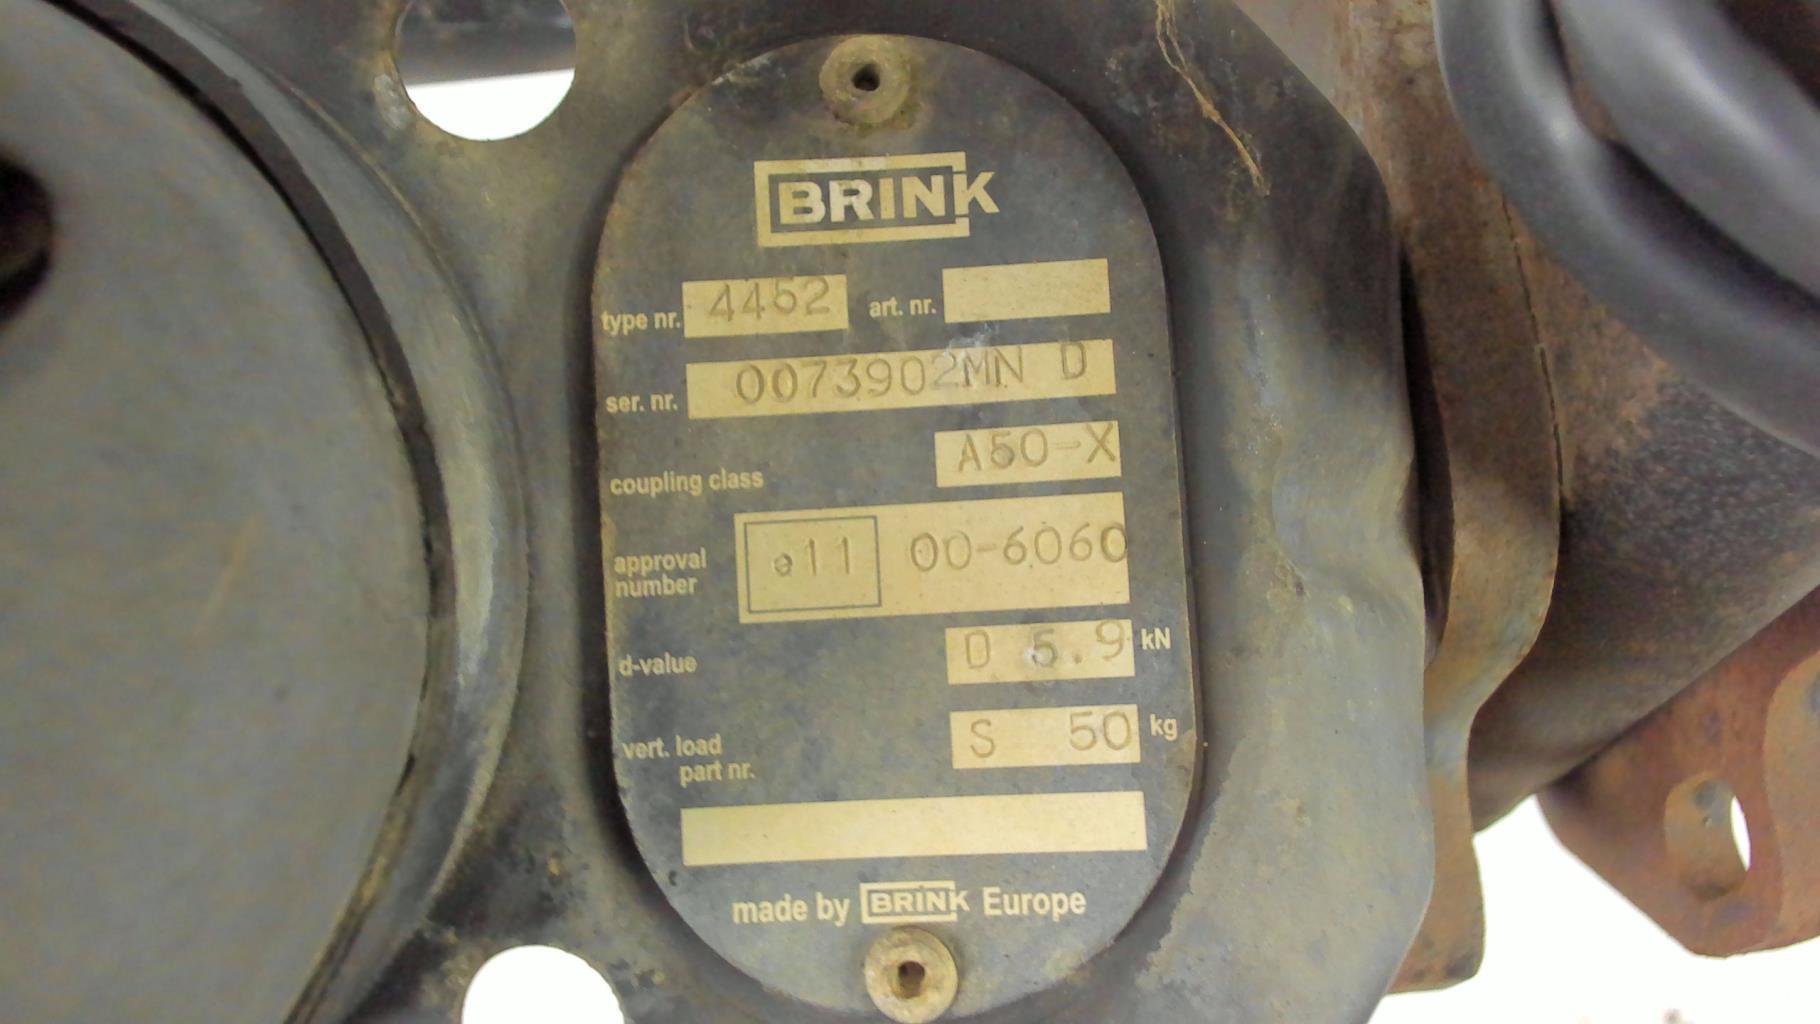 BRINK
type nr. 4452 art. nr.
ser. nr. 0073902MN D
coupling class A50-X
approval number e11 00-6060
d-value D 5.9 kN
vert. load S 50 kg
part nr.
made by BRINK Europe